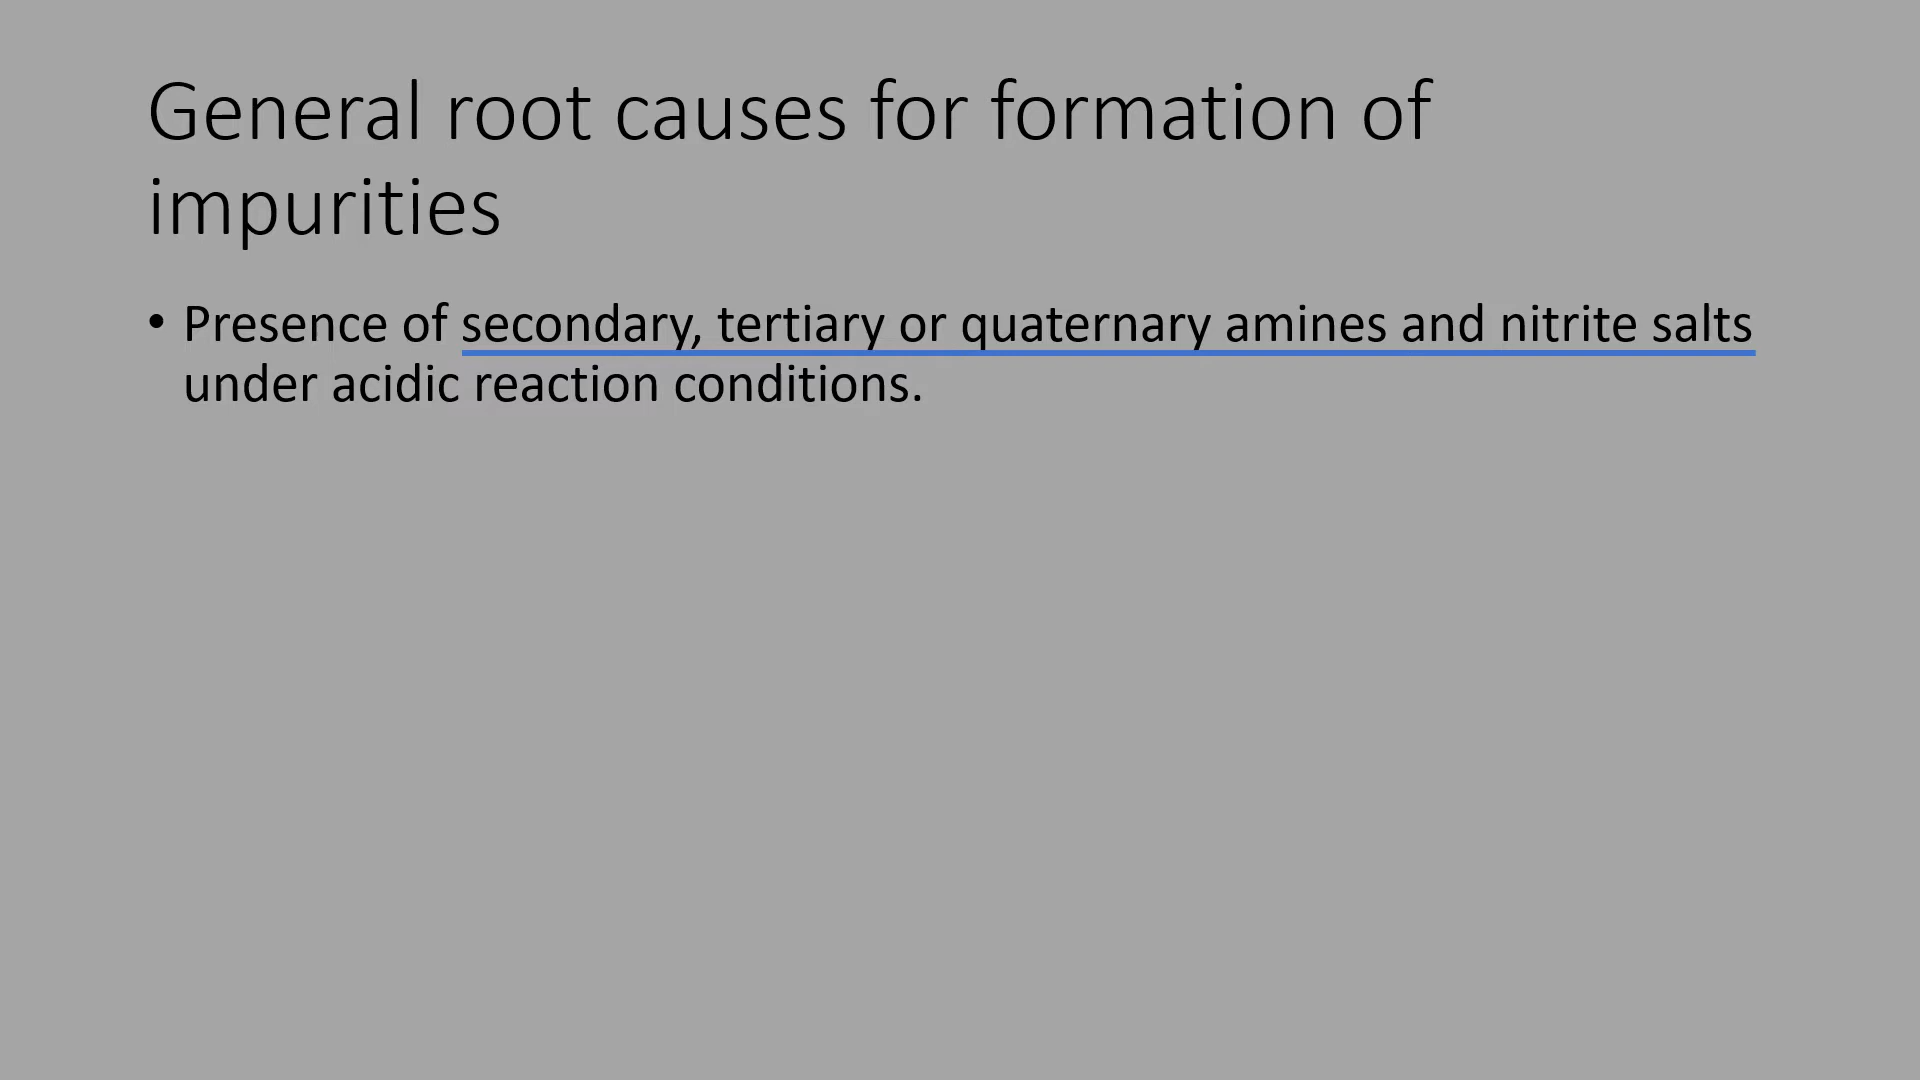 General root causes for formation of
impurities
• Presence of secondary, tertiary or quaternary amines and nitrite salts
under acidic reaction conditions.